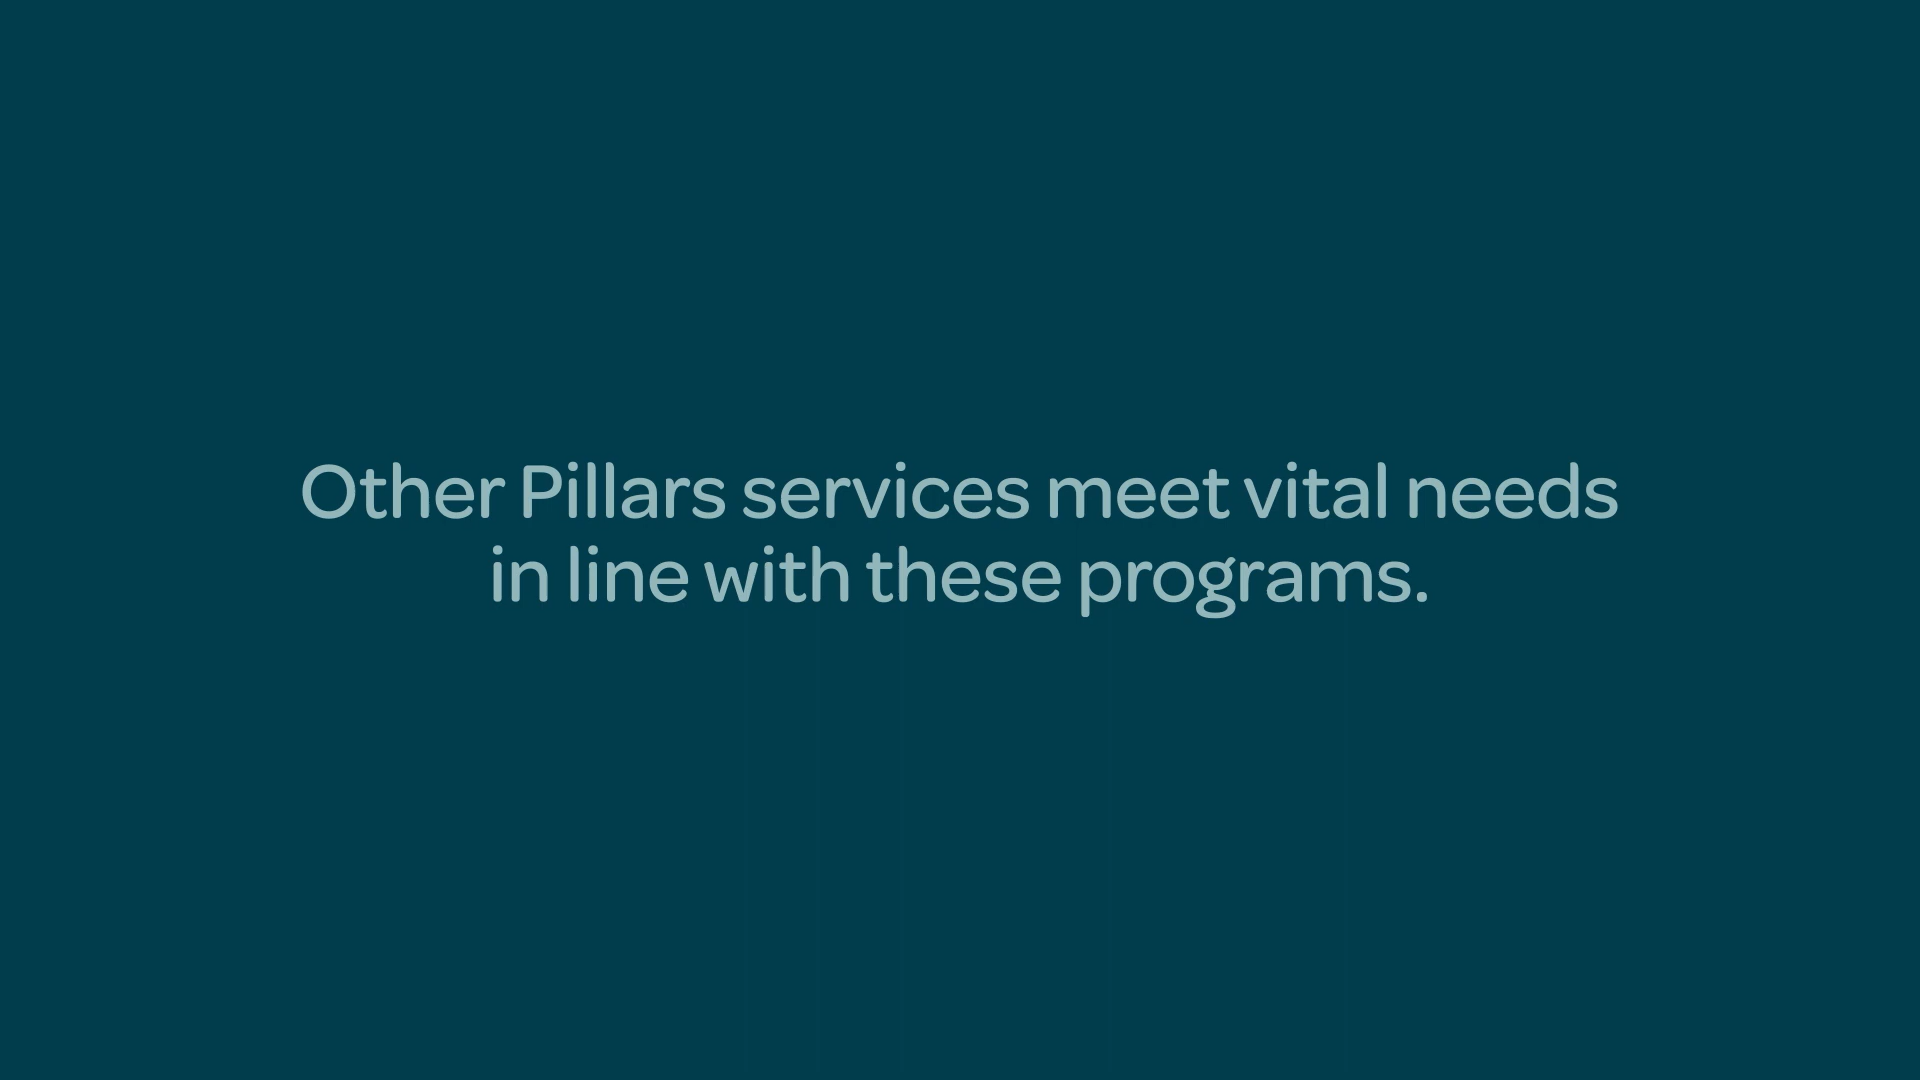 Other Pillars services meet vital needs
in line with these programs.